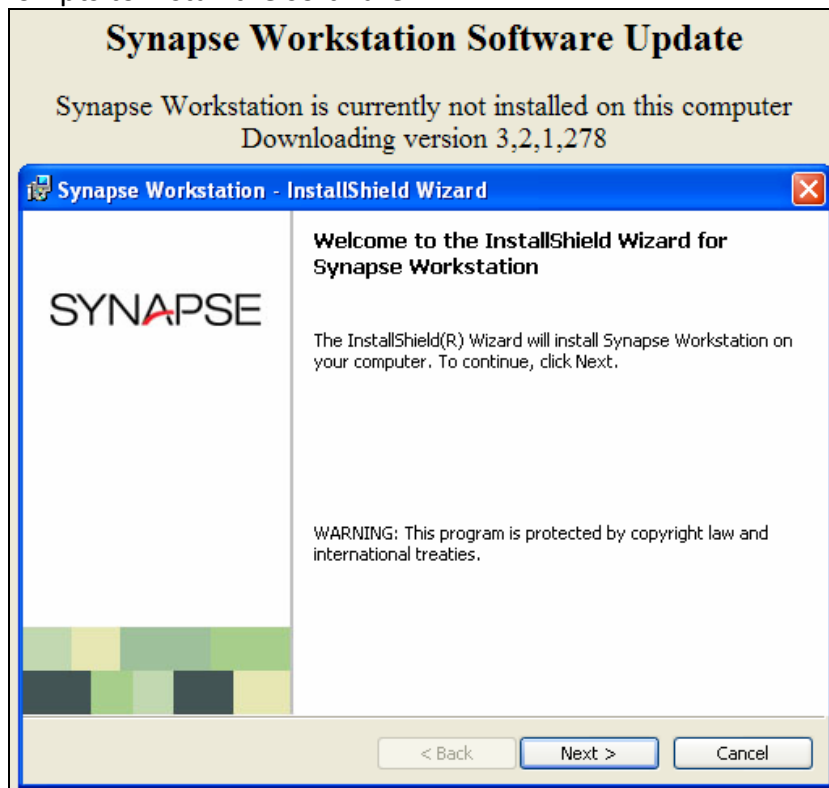 Synapse Workstation Software Update
Synapse Workstation is currently not installed on this computer
Downloading version 3,2,1,278
Synapse Workstation - InstallShield Wizard
Welcome to the InstallShield Wizard for
Synapse Workstation
SYNAPSE
The InstallShield(R) Wizard will install Synapse Workstation on
your computer. To continue, click Next.
WARNING: This program is protected by copyright law and
international treaties.
< Back
Next >
Cancel